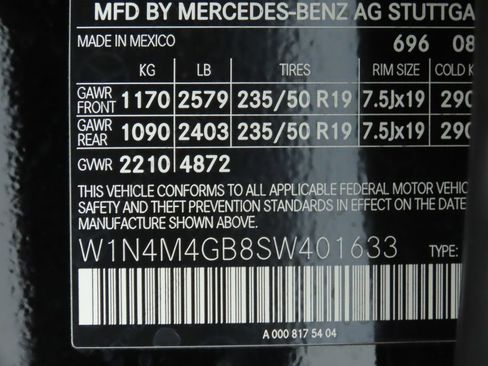 MFD BY MERCEDES-BENZ AG STUTTGA
MADE IN MEXICO 696 08
KG LB TIRES RIM SIZE COLD K
GAWR FRONT 1170 2579 235/50 R19 7.5Jx19 290
GAWR REAR 1090 2403 235/50 R19 7.5Jx19 290
GVWR 2210 4872
THIS VEHICLE CONFORMS TO ALL APPLICABLE FEDERAL MOTOR VEHIC
SAFETY AND THEFT PREVENTION STANDARDS IN EFFECT ON THE DATE
MANUFACTURE SHOWN ABOVE.
W1N4M4GB8SW401633 TYPE:
A 000 817 54 04